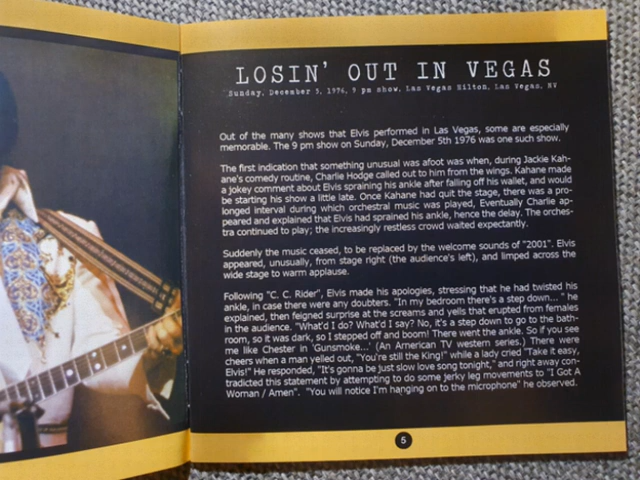 LOSIN' OUT IN VEGAS
Sunday, December 5, 1976, 9 pm show, Las Vegas Hilton, Las Vegas, NV
Out of the many shows that Elvis performed in Las Vegas, some are especially
memorable. The 9 pm show on Sunday, December 5th 1976 was one such show.
The first indication that something unusual was afoot was when, during Jackie Kah-
ane's comedy routine, Charlie Hodge called out to him from the wings. Kahane made
a jokey comment about Elvis spraining his ankle after falling off his wallet, and would
be starting his show a little late. Once Kahane had quit the stage, there was a pro-
longed interval during which orchestral music was played, Eventually Charlie ap-
peared and explained that Elvis had sprained his ankle, hence the delay. The orches-
tra continued to play; the increasingly restless crowd waited expectantly.
Suddenly the music ceased, to be replaced by the welcome sounds of "2001". Elvis
appeared, unusually, from stage right (the audience's left), and limped across the
wide stage to warm applause.
Following "C. C. Rider", Elvis made his apologies, stressing that he had twisted his
ankle, in case there were any doubters. "In my bedroom there's a step down... " he
explained, then feigned surprise at the screams and yells that erupted from females
in the audience. "What'd I do? What'd I say? No, it's a step down to go to the bath-
room, so it was dark, so I stepped off and boom! There went the ankle. So if you see
me like Chester in 'Gunsmoke...' (An American TV western series.) There were
cheers when a man yelled out, "You're still the King!" while a lady cried "Take it easy,
Elvis!" He responded, "It's gonna be just slow love song tonight," and right away con-
tradicted this statement by attempting to do some jerky leg movements to "I Got A
Woman / Amen". "You will notice I'm hanging on to the microphone" he observed.
5